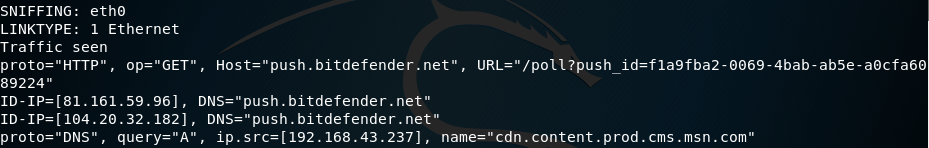 SNIFFING: eth0
LINKTYPE: 1 Ethernet
Traffic seen
proto="HTTP", op="GET", Host="push.bitdefender.net", URL="/poll?push_id=f1a9fba2-0069-4bab-ab5e-a0cfa60
89224"
ID-IP=[81.161.59.96], DNS="push.bitdefender.net"
ID-IP=[104.20.32.182], DNS="push.bitdefender.net"
proto="DNS", query="A", ip.src=[192.168.43.237], name="cdn.content.prod.cms.msn.com"